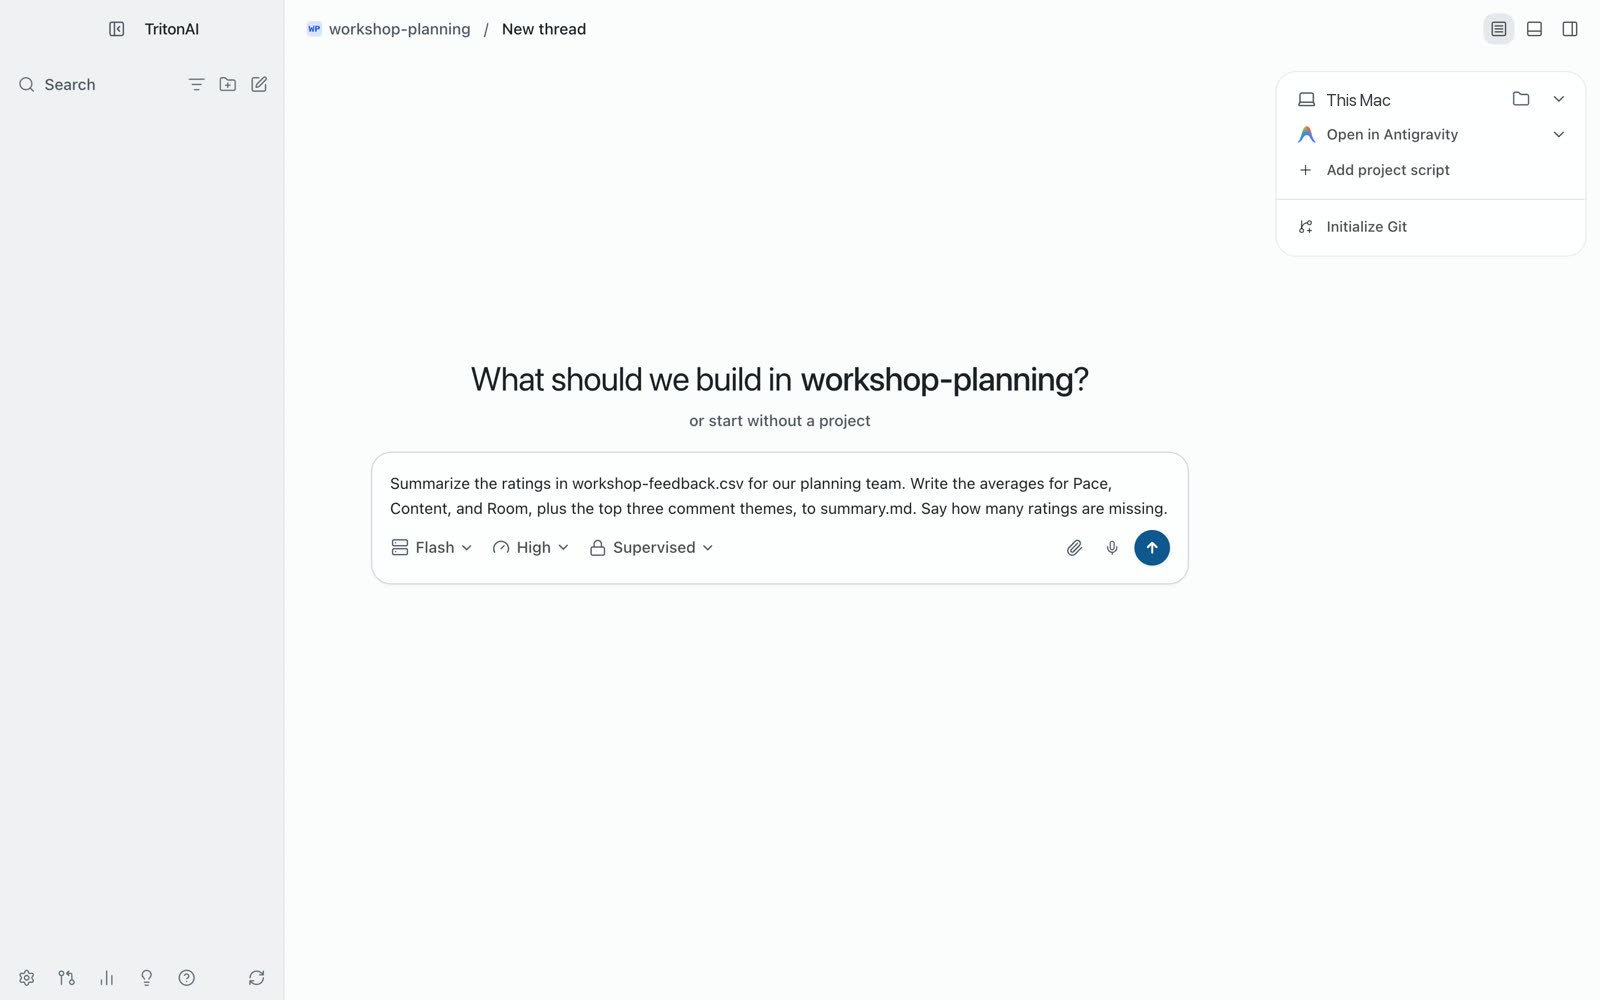 TritonAI
Search
WP workshop-planning / New thread
This Mac
Open in Antigravity
Add project script
Initialize Git
What should we build in workshop-planning?
or start without a project
Summarize the ratings in workshop-feedback.csv for our planning team. Write the averages for Pace,
Content, and Room, plus the top three comment themes, to summary.md. Say how many ratings are missing.
Flash High Supervised